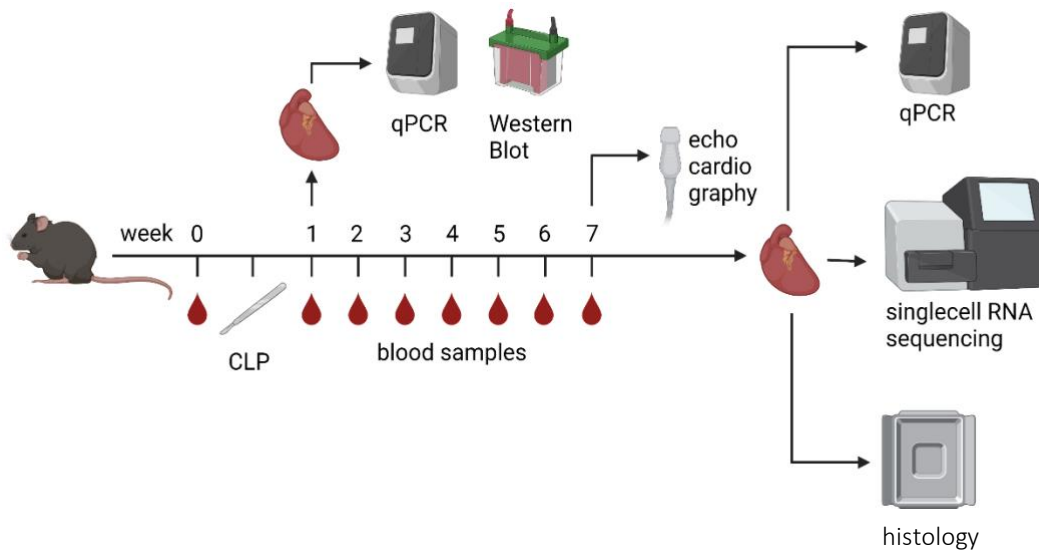 qPCR
Western
Blot
echo
cardio
graphy
qPCR
week 0 1 2 3 4 5 6 7
CLP
blood samples
singlecell RNA
sequencing
histology